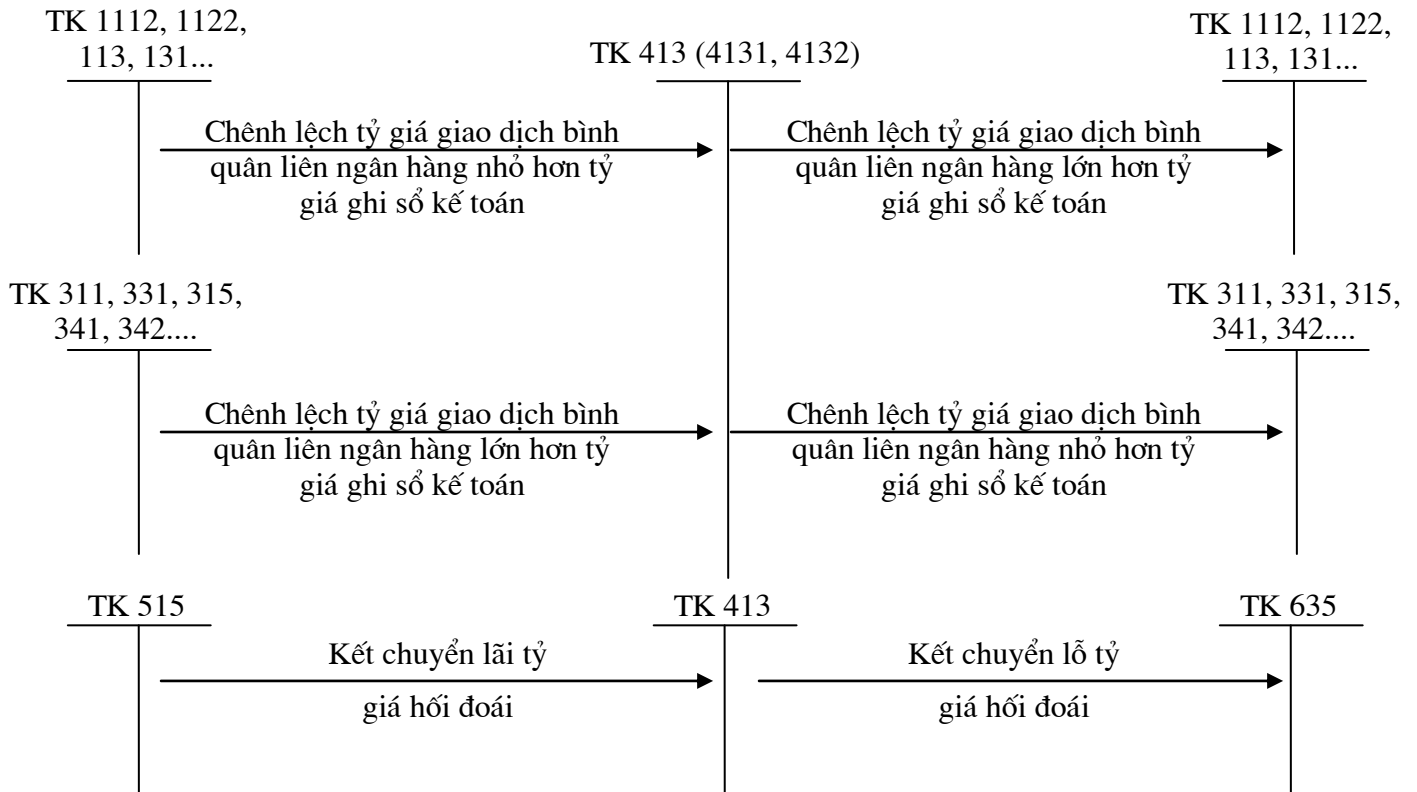 TK 1112, 1122,
113, 131...
TK 413 (4131, 4132)
TK 1112, 1122,
113, 131...
Chênh lệch tỷ giá giao dịch bình
quân liên ngân hàng nhỏ hơn tỷ
giá ghi sổ kế toán
Chênh lệch tỷ giá giao dịch bình
quân liên ngân hàng lớn hơn tỷ
giá ghi sổ kế toán
TK 311, 331, 315,
341, 342....
TK 311, 331, 315,
341, 342....
Chênh lệch tỷ giá giao dịch bình
quân liên ngân hàng lớn hơn tỷ
giá ghi sổ kế toán
Chênh lệch tỷ giá giao dịch bình
quân liên ngân hàng nhỏ hơn tỷ
giá ghi sổ kế toán
TK 515
TK 413
TK 635
Kết chuyển lãi tỷ
giá hối đoái
Kết chuyển lỗ tỷ
giá hối đoái